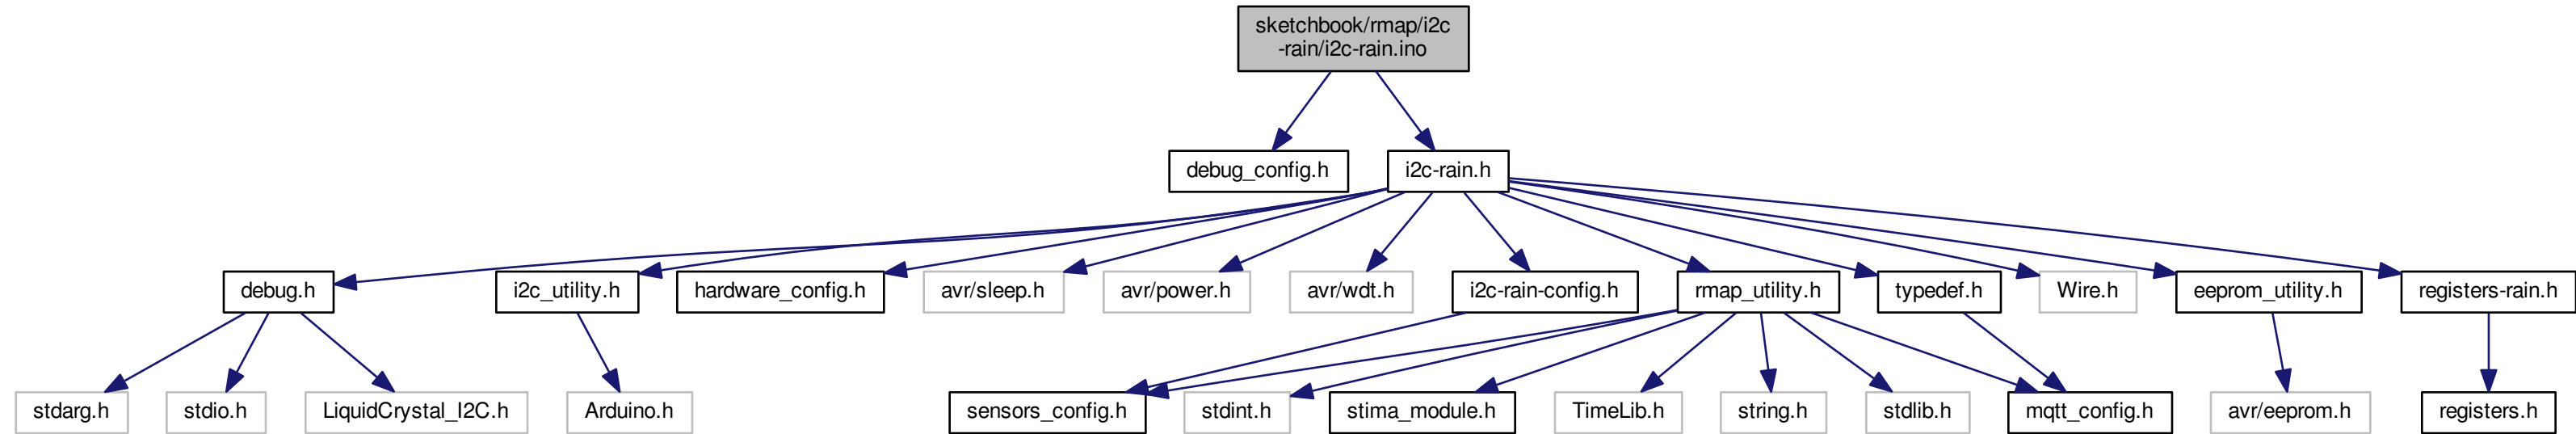 sketchbook/rmap/i2c
-rain/i2c-rain.ino
debug_config.h
i2c-rain.h
debug.h
i2c_utility.h
hardware_config.h
avr/sleep.h
avr/power.h
avr/wdt.h
i2c-rain-config.h
rmap_utility.h
typedef.h
Wire.h
eeprom_utility.h
registers-rain.h
stdarg.h
stdio.h
LiquidCrystal_I2C.h
Arduino.h
sensors_config.h
stdint.h
stima_module.h
TimeLib.h
string.h
stdlib.h
mqtt_config.h
avr/eeprom.h
registers.h